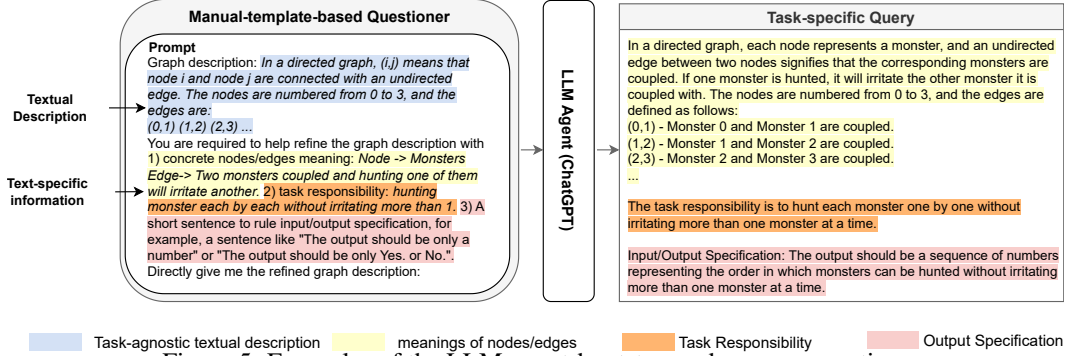 Manual-template-based Questioner
Prompt
Graph description: In a directed graph, (i,j) means that
node i and node j are connected with an undirected
edge. The nodes are numbered from 0 to 3, and the
edges are:
(0,1) (1,2) (2,3) ...
You are required to help refine the graph description with
1) concrete nodes/edges meaning: Node -> Monsters
Edge-> Two monsters coupled and hunting one of them
will irritate another. 2) task responsibility: hunting
monster each by each without irritating more than 1. 3) A
short sentence to rule input/output specification, for
example, a sentence like "The output should be only a
number" or "The output should be only Yes. or No.".
Directly give me the refined graph description:
Textual
Description
Text-specific
information
LLM Agent (ChatGPT)
Task-specific Query
In a directed graph, each node represents a monster, and an undirected
edge between two nodes signifies that the corresponding monsters are
coupled. If one monster is hunted, it will irritate the other monster it is
coupled with. The nodes are numbered from 0 to 3, and the edges are
defined as follows:
(0,1) - Monster 0 and Monster 1 are coupled.
(1,2) - Monster 1 and Monster 2 are coupled.
(2,3) - Monster 2 and Monster 3 are coupled.
...
The task responsibility is to hunt each monster one by one without
irritating more than one monster at a time.
Input/Output Specification: The output should be a sequence of numbers
representing the order in which monsters can be hunted without irritating
more than one monster at a time.
Task-agnostic textual description
meanings of nodes/edges
Task Responsibility
Output Specification